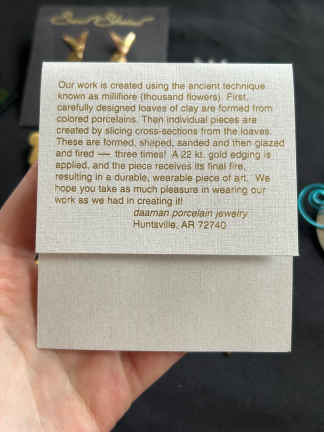 Our work is created using the ancient technique
known as millifiore (thousand flowers). First,
carefully designed loaves of clay are formed from
colored porcelains. Then individual pieces are
created by slicing cross-sections from the loaves.
These are formed, shaped, sanded and then glazed
and fired — three times! A 22 kt. gold edging is
applied, and the piece receives its final fire,
resulting in a durable, wearable piece of art. We
hope you take as much pleasure in wearing our
work as we had in creating it!
daaman porcelain jewelry
Huntsville, AR 72740